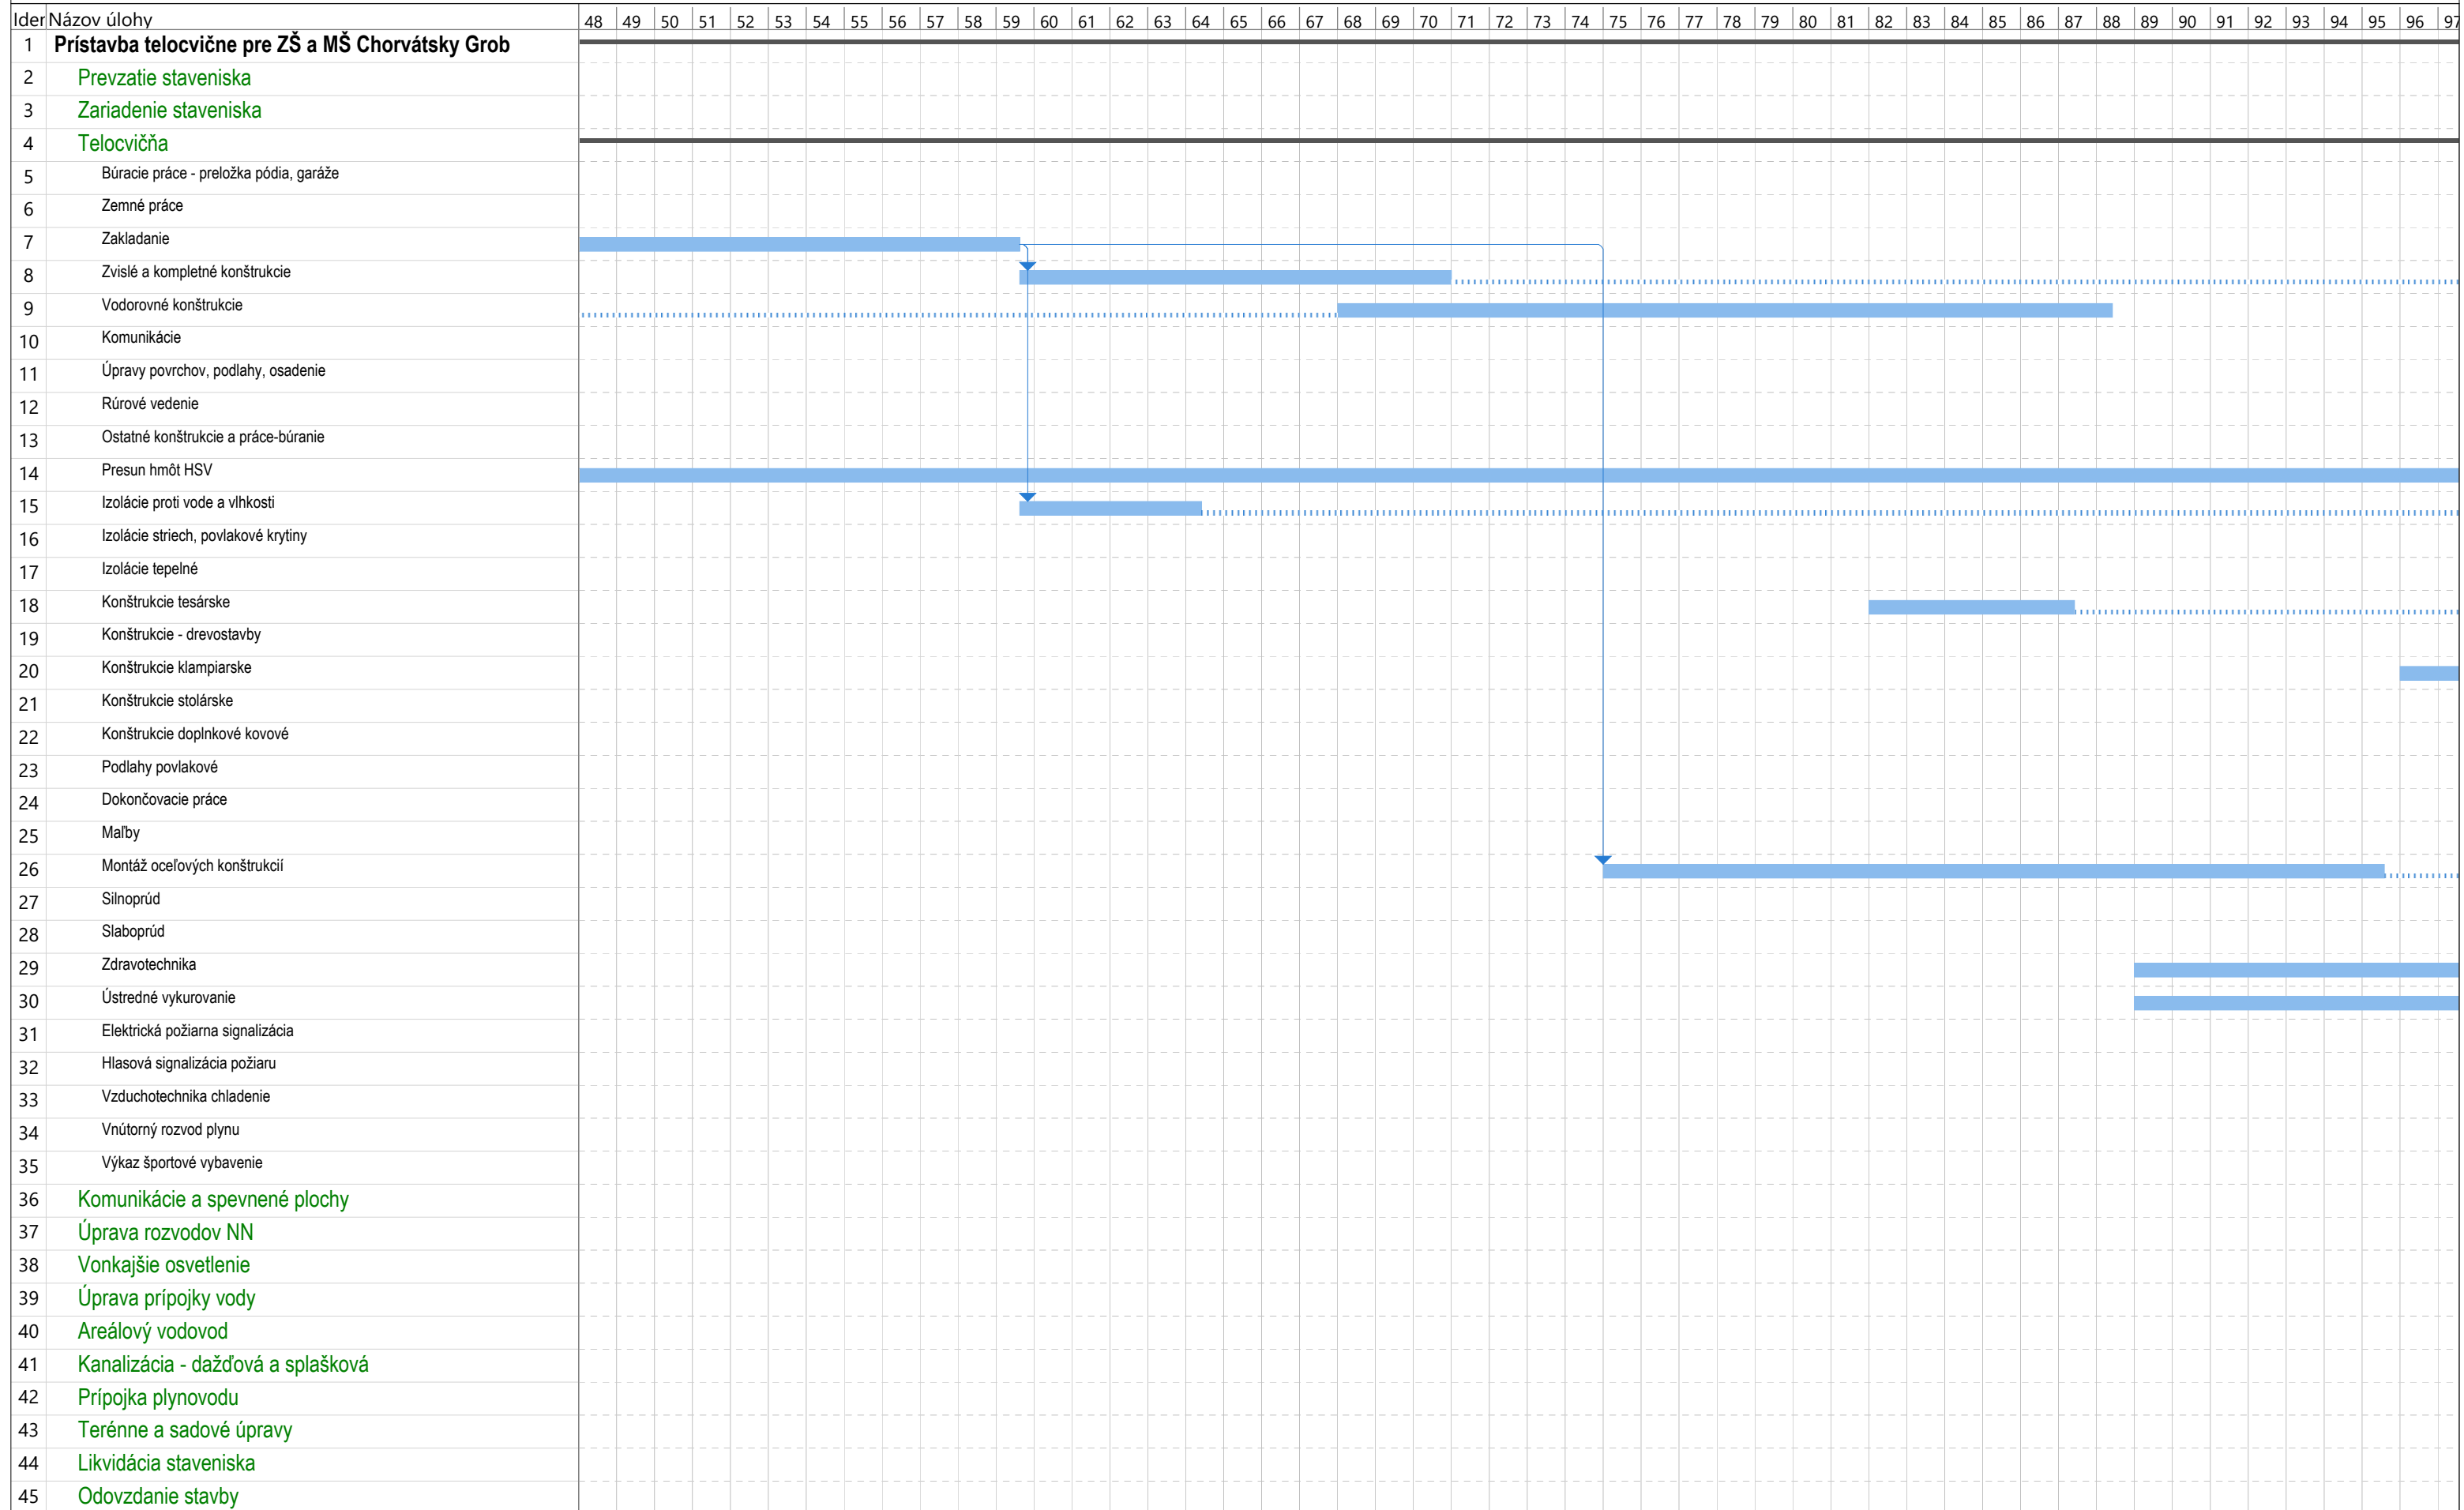 Iden Názov úlohy 48 49 50 51 52 53 54 55 56 57 58 59 60 61 62 63 64 65 66 67 68 69 70 71 72 73 74 75 76 77 78 79 80 81 82 83 84 85 86 87 88 89 90 91 92 93 94 95 96 97
1 Prístavba telocvične pre ZŠ a MŠ Chorvátsky Grob
2 Prevzatie staveniska
3 Zariadenie staveniska
4 Telocvičňa
5 Búracie práce - preložka pódia, garáže
6 Zemné práce
7 Zakladanie
8 Zvislé a kompletné konštrukcie
9 Vodorovné konštrukcie
10 Komunikácie
11 Úpravy povrchov, podlahy, osadenie
12 Rúrové vedenie
13 Ostatné konštrukcie a práce-búranie
14 Presun hmôt HSV
15 Izolácie proti vode a vlhkosti
16 Izolácie striech, povlakové krytiny
17 Izolácie tepelné
18 Konštrukcie tesárske
19 Konštrukcie - drevostavby
20 Konštrukcie klampiarske
21 Konštrukcie stolárske
22 Konštrukcie doplnkové kovové
23 Podlahy povlakové
24 Dokončovacie práce
25 Maľby
26 Montáž oceľových konštrukcií
27 Silnoprúd
28 Slaboprúd
29 Zdravotechnika
30 Ústredné vykurovanie
31 Elektrická požiarna signalizácia
32 Hlasová signalizácia požiaru
33 Vzduchotechnika chladenie
34 Vnútorný rozvod plynu
35 Výkaz športové vybavenie
36 Komunikácie a spevnené plochy
37 Úprava rozvodov NN
38 Vonkajšie osvetlenie
39 Úprava prípojky vody
40 Areálový vodovod
41 Kanalizácia - dažďová a splašková
42 Prípojka plynovodu
43 Terénne a sadové úpravy
44 Likvidácia staveniska
45 Odovzdanie stavby